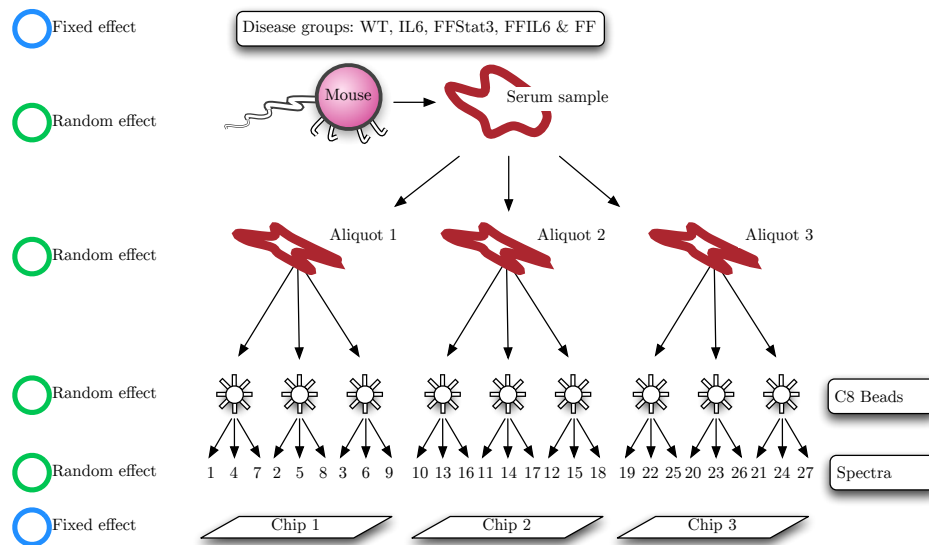 Fixed effect
Disease groups: WT, IL6, FFStat3, FFIL6 & FF
Mouse
Serum sample
Random effect
Aliquot 1
Aliquot 2
Aliquot 3
Random effect
Random effect
C8 Beads
Random effect
1 4 7 2 5 8 3 6 9 10 13 16 11 14 17 12 15 18 19 22 25 20 23 26 21 24 27
Spectra
Fixed effect
Chip 1
Chip 2
Chip 3